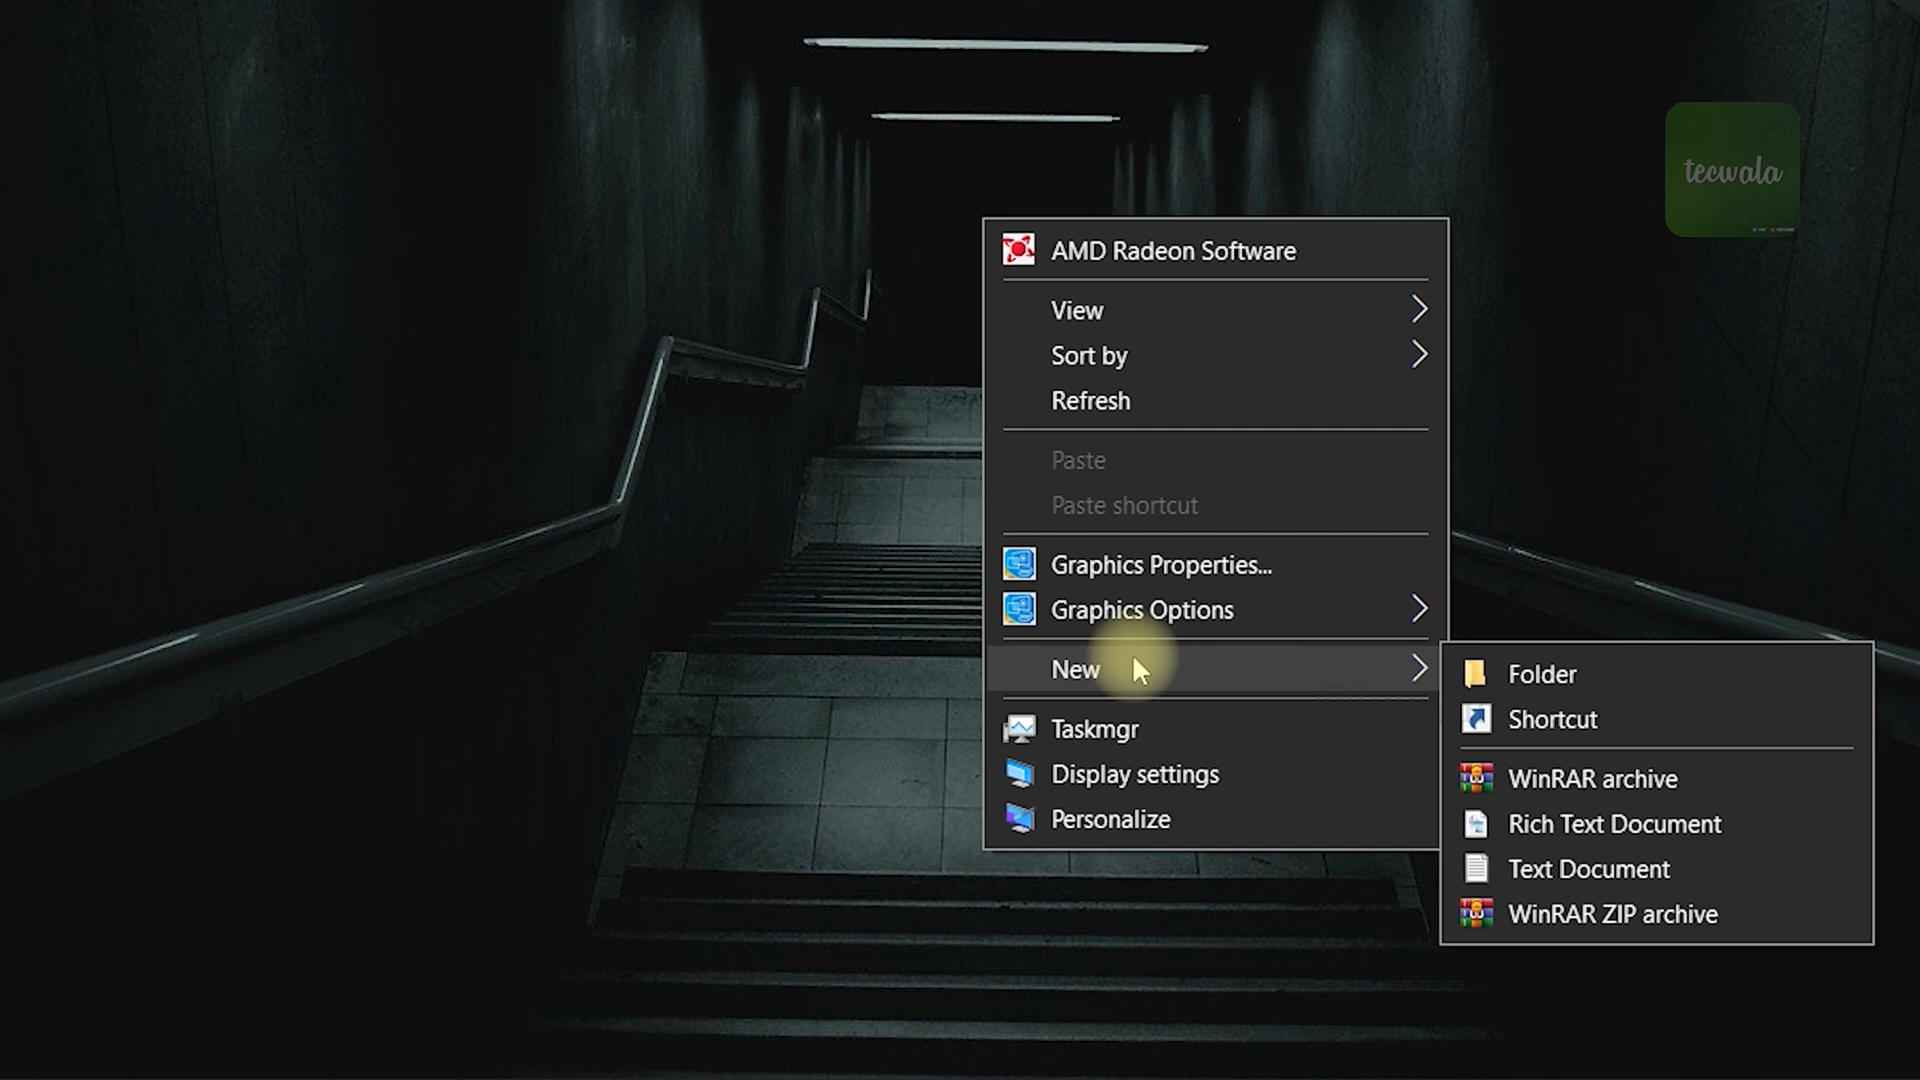 tecwala
AMD Radeon Software
View
Sort by
Refresh
Paste
Paste shortcut
Graphics Properties...
Graphics Options
New
Taskmgr
Display settings
Personalize
Folder
Shortcut
WinRAR archive
Rich Text Document
Text Document
WinRAR ZIP archive